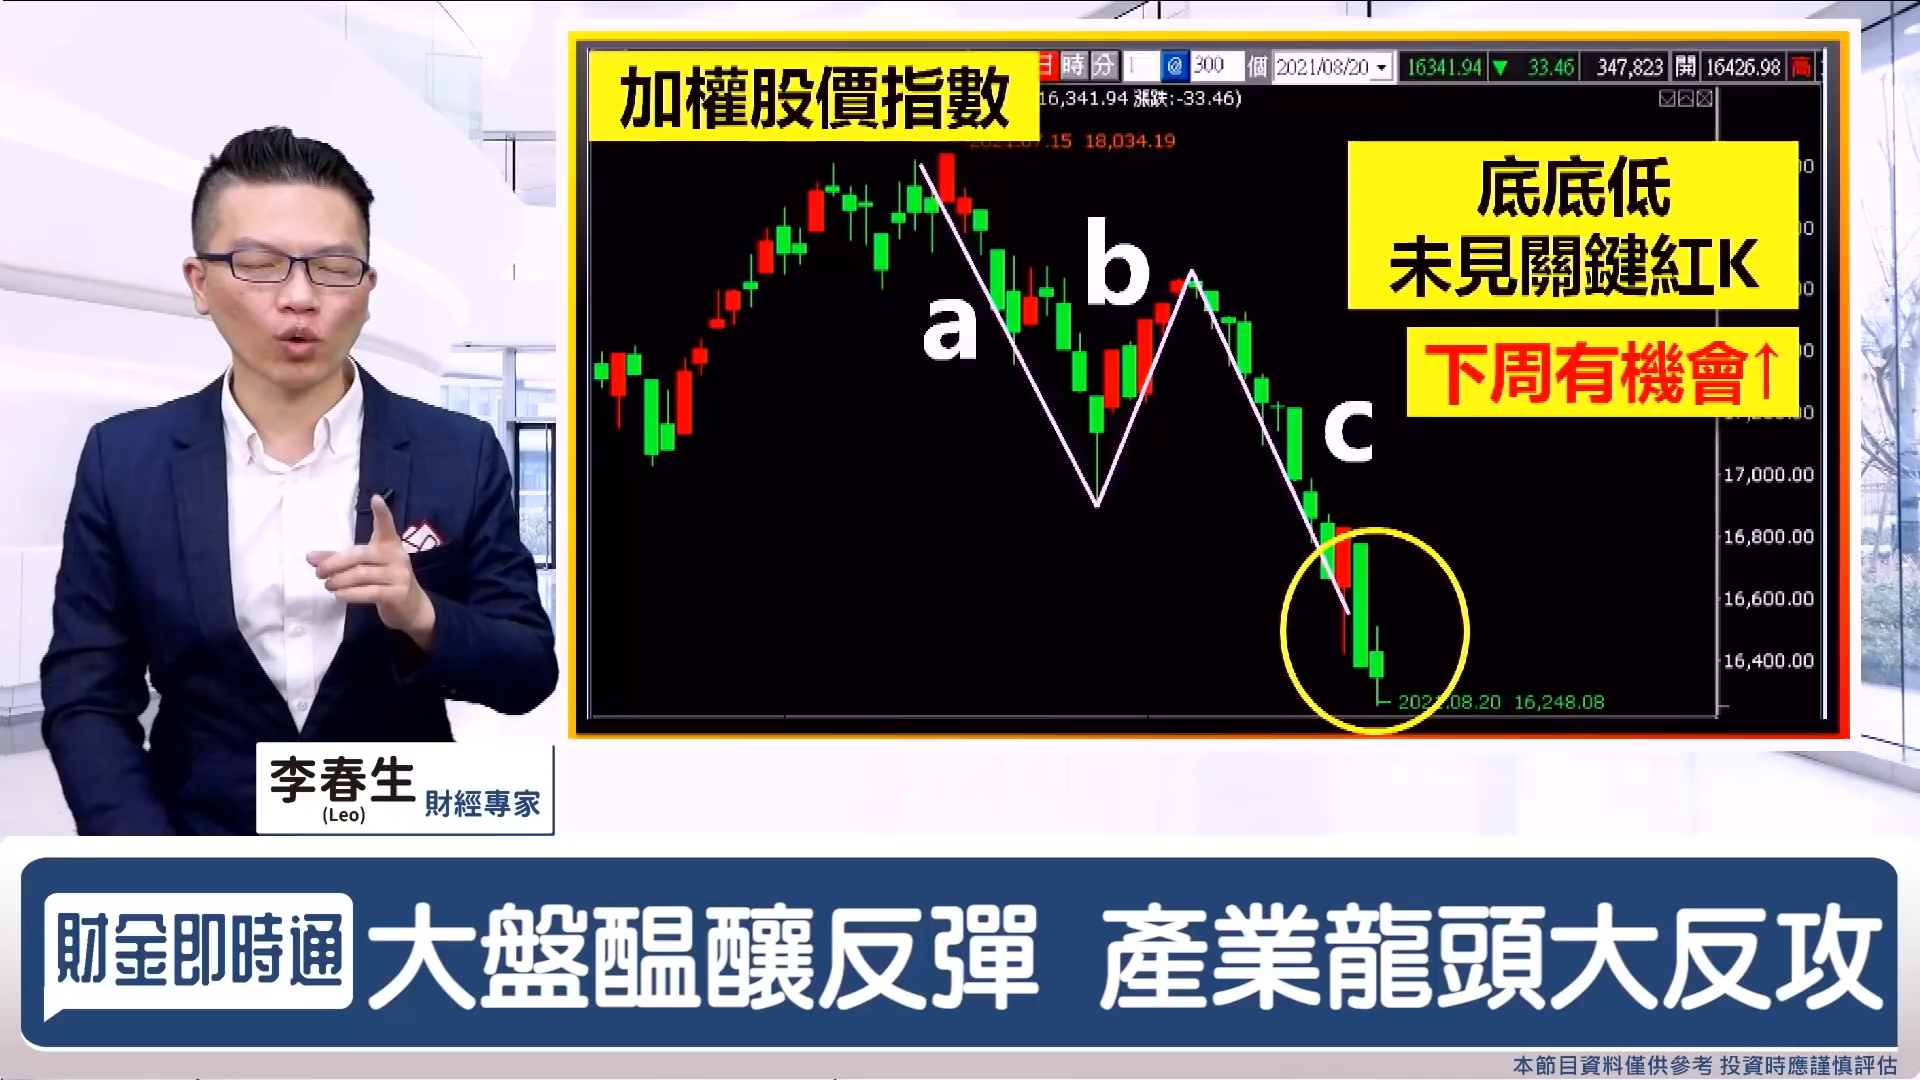 加權股價指數
時 分
@ 300 個 2021/08/20 16341.94 ▼ 33.46 347,823 開 16426.98 高
16,341.94 漲跌:-33.46)
18,034.19
底底低
未見關鍵紅K
下周有機會↑
a
b
c
17,000.00
16,800.00
16,600.00
16,400.00
2021.08.20 16,248.08
李春生
(Leo)
財經專家
財金即時通
大盤醞釀反彈 產業龍頭大反攻
本節目資料僅供參考 投資時應謹慎評估